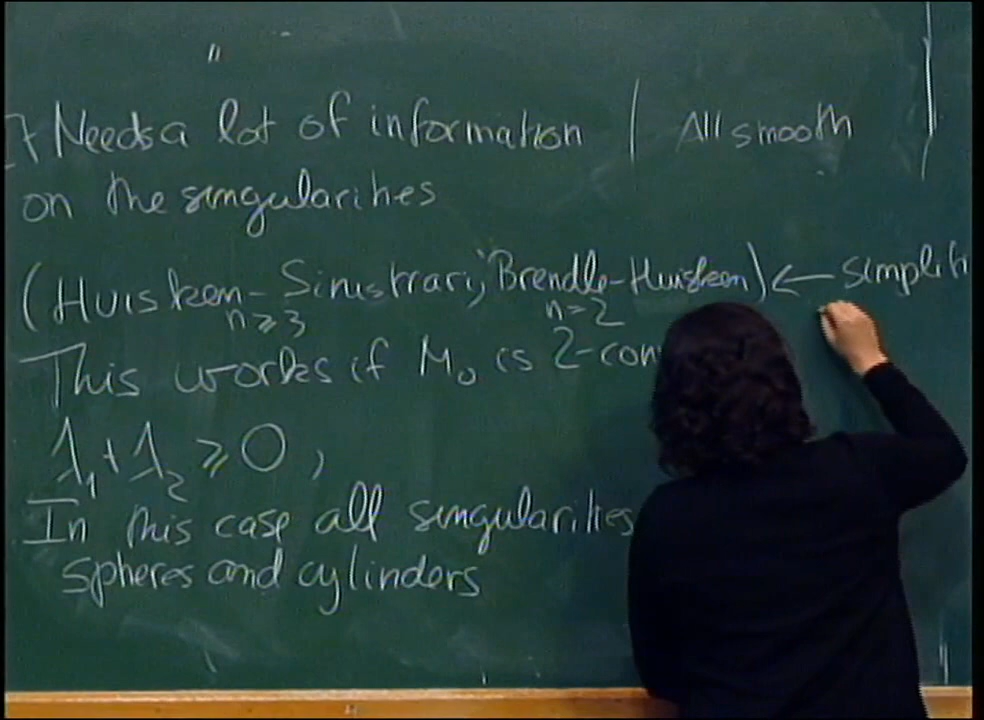 Needs a lot of information | All smooth
on the singularities
(Huisken-Sinistrari, Brendle-Huisken) ← simplifi
n≥3 n=2
This works if M₀ is 2-con
λ₁+λ₂ ≥ 0,
In this case all singularities
spheres and cylinders